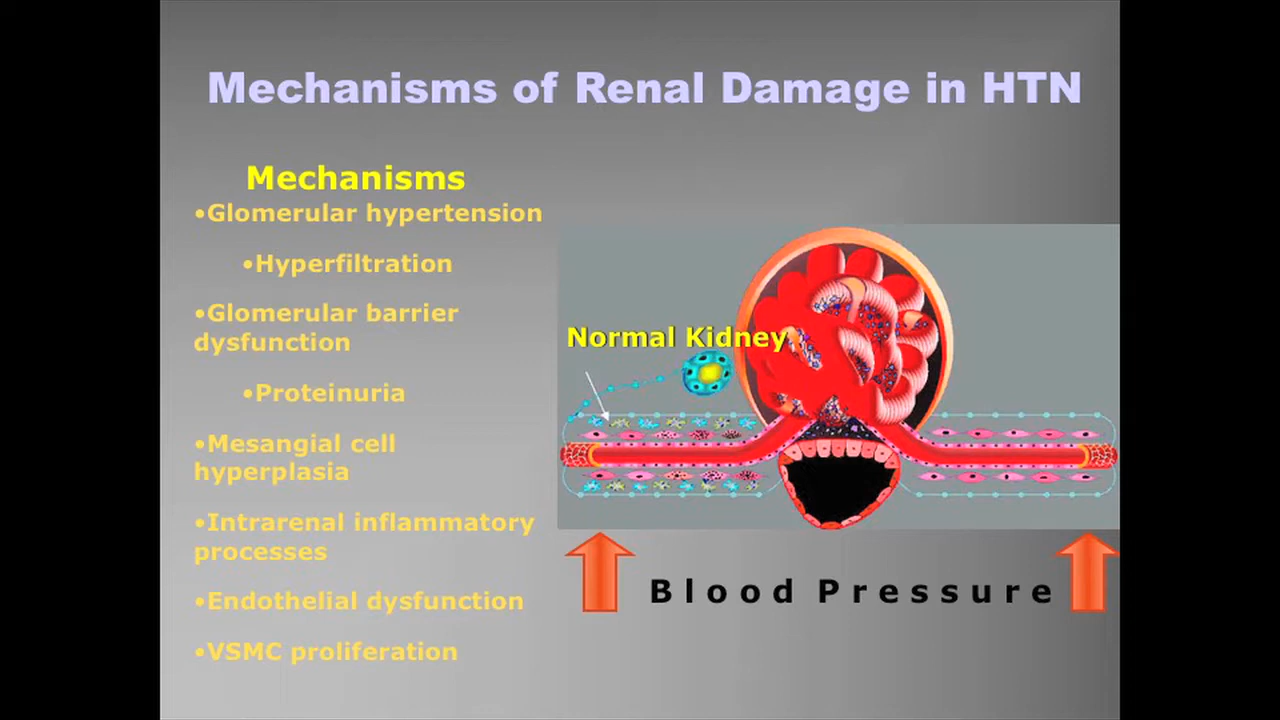 Mechanisms of Renal Damage in HTN
Mechanisms
•Glomerular hypertension
•Hyperfiltration
•Glomerular barrier
dysfunction
•Proteinuria
•Mesangial cell
hyperplasia
•Intrarenal inflammatory
processes
•Endothelial dysfunction
•VSMC proliferation
Normal Kidney
Blood Pressure